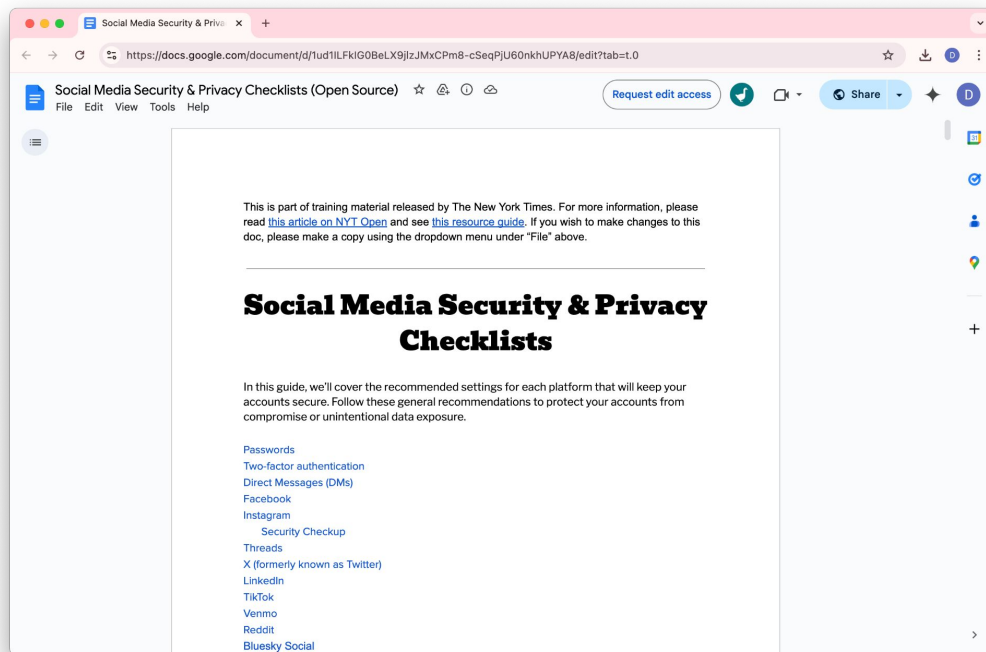 Social Media Security & Priva
https://docs.google.com/document/d/1ud1lLFkIG0BeLX9jlzJMxCPm8-cSeqPjU60nkhUPYA8/edit?tab=t.0
D
Social Media Security & Privacy Checklists (Open Source)
File Edit View Tools Help
Request edit access
Share
D
31
This is part of training material released by The New York Times. For more information, please
read this article on NYT Open and see this resource guide. If you wish to make changes to this
doc, please make a copy using the dropdown menu under “File” above.
Social Media Security & Privacy
Checklists
In this guide, we’ll cover the recommended settings for each platform that will keep your
accounts secure. Follow these general recommendations to protect your accounts from
compromise or unintentional data exposure.
Passwords
Two-factor authentication
Direct Messages (DMs)
Facebook
Instagram
Security Checkup
Threads
X (formerly known as Twitter)
LinkedIn
TikTok
Venmo
Reddit
Bluesky Social